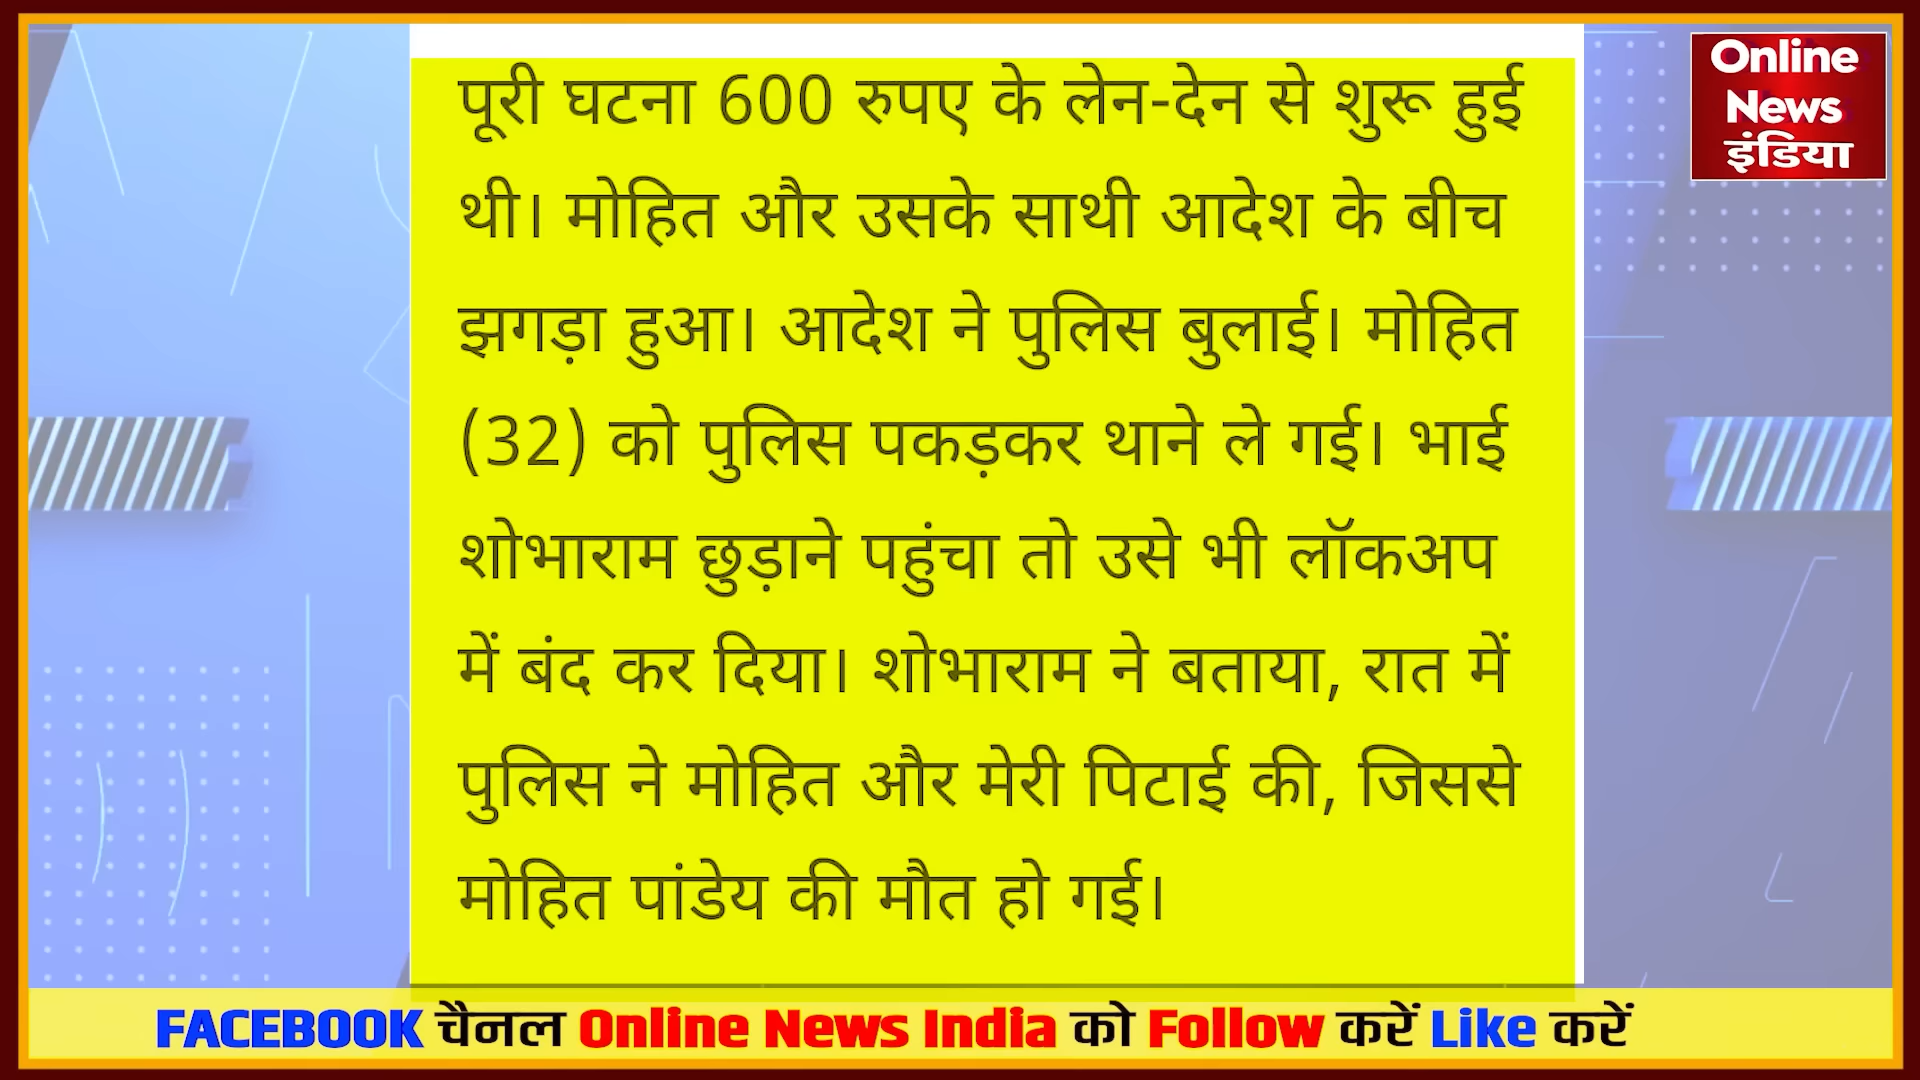 Online
News
इंडिया
पूरी घटना 600 रुपए के लेन-देन से शुरू हुई
थी। मोहित और उसके साथी आदेश के बीच
झगड़ा हुआ। आदेश ने पुलिस बुलाई। मोहित
(32) को पुलिस पकड़कर थाने ले गई। भाई
शोभाराम छुड़ाने पहुंचा तो उसे भी लॉकअप
में बंद कर दिया। शोभाराम ने बताया, रात में
पुलिस ने मोहित और मेरी पिटाई की, जिससे
मोहित पांडेय की मौत हो गई।
FACEBOOK चैनल Online News India को Follow करें Like करें